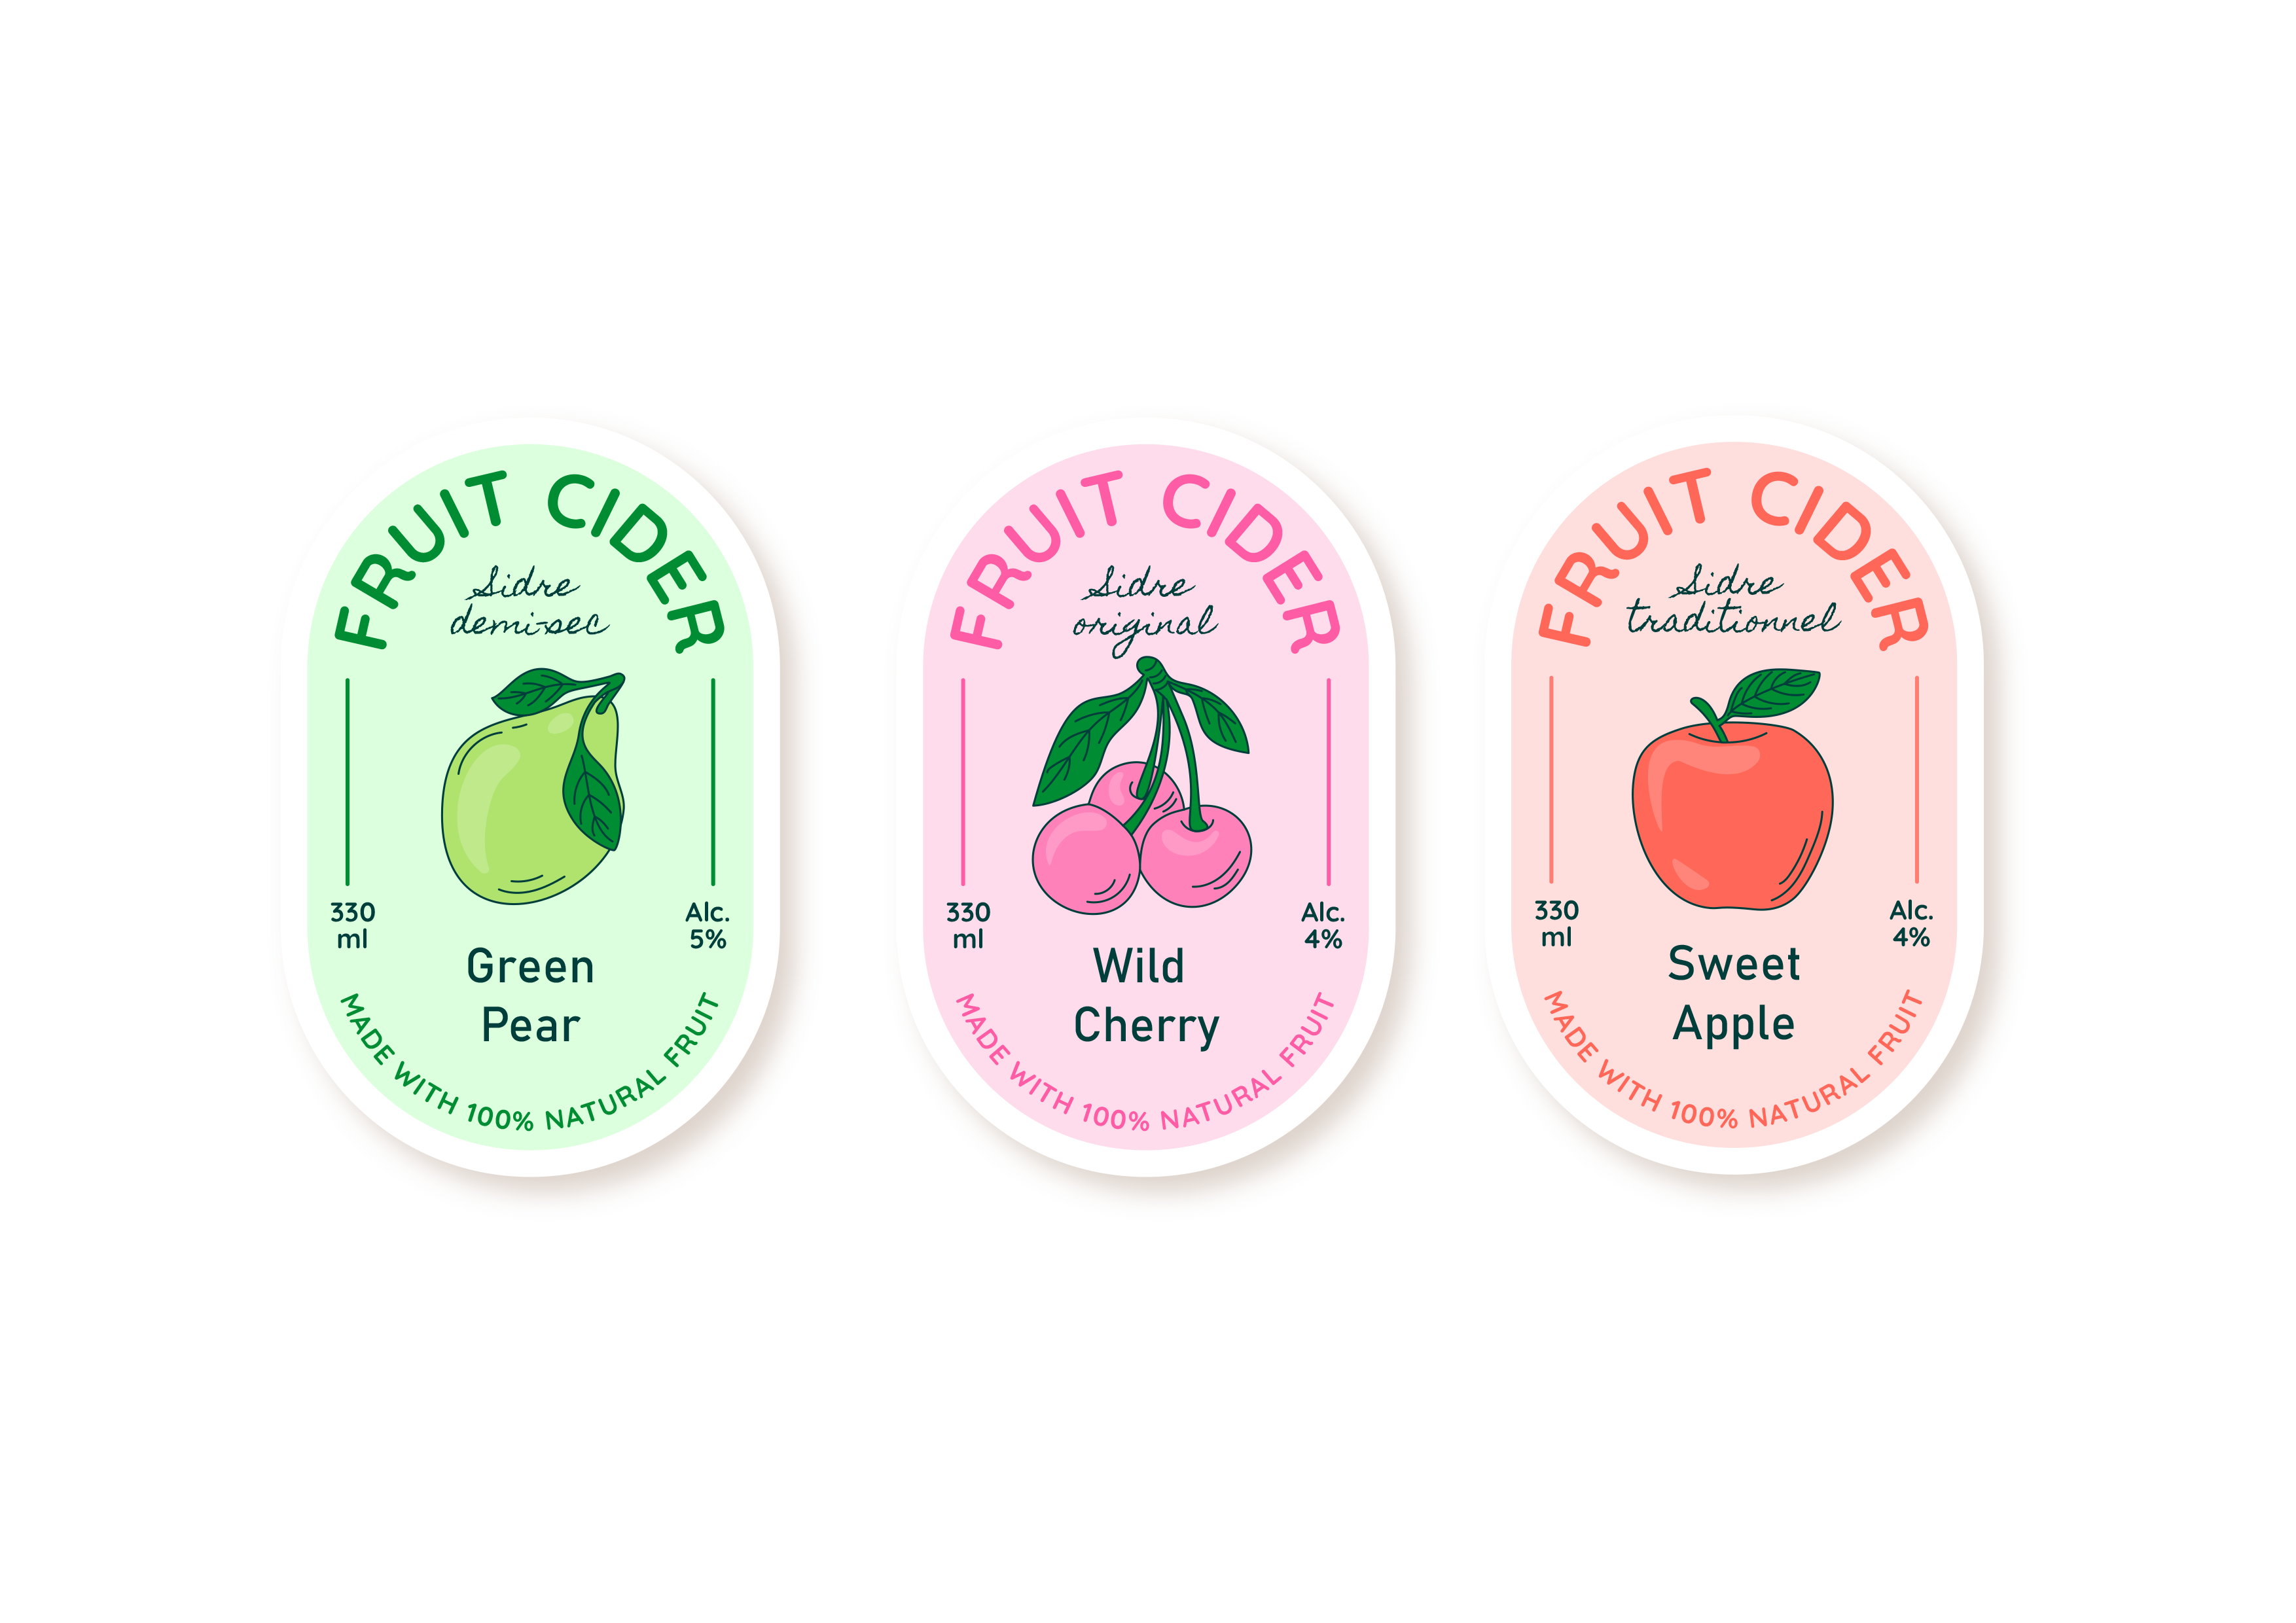 FRUIT CIDER
Sidre
demi-sec
330
ml
Alc.
5%
Green
Pear
MADE WITH 100% NATURAL FRUIT
FRUIT CIDER
Sidre
original
330
ml
Alc.
4%
Wild
Cherry
MADE WITH 100% NATURAL FRUIT
FRUIT CIDER
Sidre
traditionnel
330
ml
Alc.
4%
Sweet
Apple
MADE WITH 100% NATURAL FRUIT